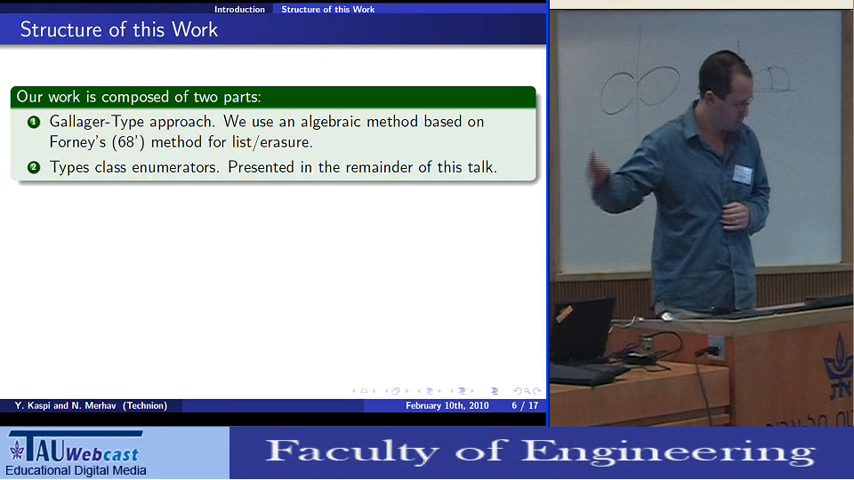 Introduction Structure of this Work
Structure of this Work
Our work is composed of two parts:
1 Gallager-Type approach. We use an algebraic method based on
Forney's (68') method for list/erasure.
2 Types class enumerators. Presented in the remainder of this talk.
Y. Kaspi and N. Merhav (Technion) February 10th, 2010 6 / 17
TAUWebcast
Educational Digital Media
Faculty of Engineering